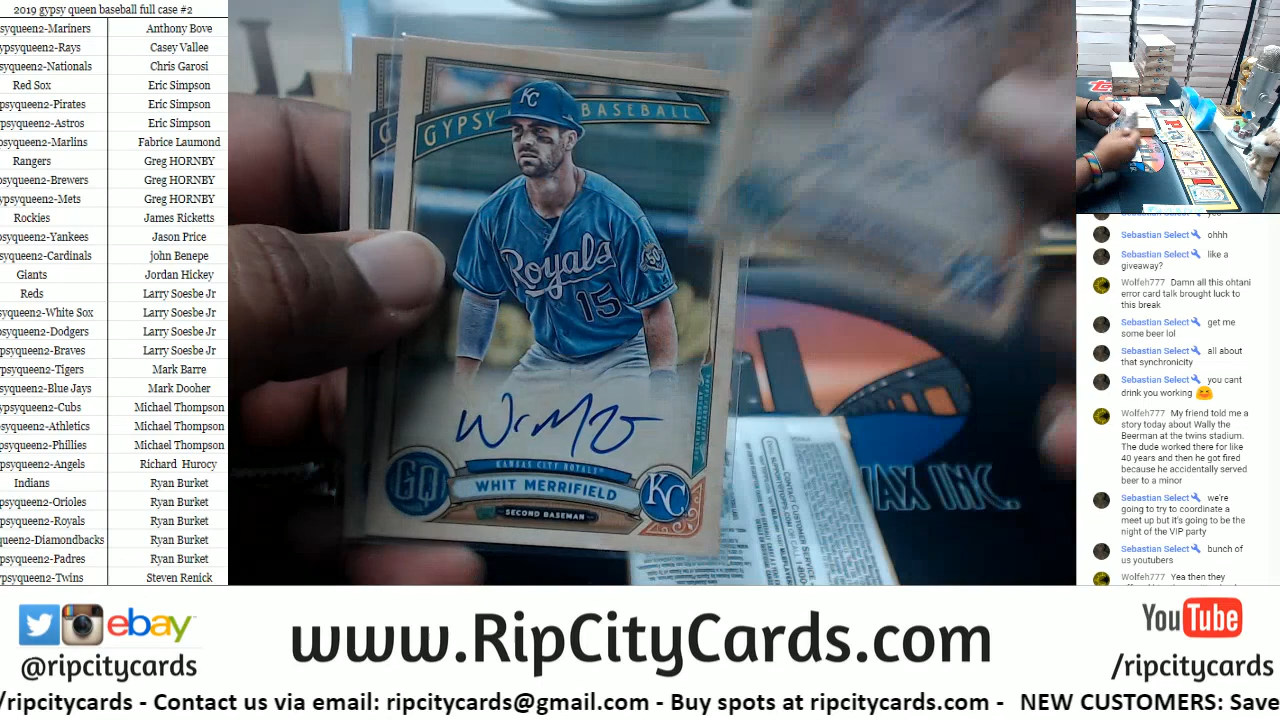 2019 gypsy queen baseball full case #2
syqueen2-Mariners Anthony Bove
ypsyqueen2-Rays Casey Vallee
psyqueen2-Nationals Chris Garosi
Red Sox Eric Simpson
psyqueen2-Pirates Eric Simpson
psyqueen2-Astros Eric Simpson
psyqueen2-Marlins Fabrice Laumond
Rangers Greg HORNBY
psyqueen2-Brewers Greg HORNBY
ypsyqueen2-Mets Greg HORNBY
Rockies James Ricketts
psyqueen2-Yankees Jason Price
psyqueen2-Cardinals john Benepe
Giants Jordan Hickey
Reds Larry Soesbe Jr
syqueen2-White Sox Larry Soesbe Jr
psyqueen2-Dodgers Larry Soesbe Jr
psyqueen2-Braves Larry Soesbe Jr
psyqueen2-Tigers Mark Barre
syqueen2-Blue Jays Mark Dooher
ypsyqueen2-Cubs Michael Thompson
psyqueen2-Athletics Michael Thompson
psyqueen2-Phillies Michael Thompson
psyqueen2-Angels Richard Hurocy
Indians Ryan Burket
psyqueen2-Orioles Ryan Burket
psyqueen2-Royals Ryan Burket
queen2-Diamondbacks Ryan Burket
psyqueen2-Padres Ryan Burket
ypsyqueen2-Twins Steven Renick
GYPSY BASEBALL
Royals
15
KC
GQ
KANSAS CITY ROYALS
WHIT MERRIFIELD
SECOND BASEMAN
KC
AX INC.
Sebastian Select ohhh
Sebastian Select like a
giveaway?
Wolfeh777 Damn all this ohtani
error card talk brought luck to
this break
Sebastian Select get me
some beer lol
Sebastian Select all about
that synchronicity
Sebastian Select you cant
drink you working 😆
Wolfeh777 My friend told me a
story today about Wally the
Beerman at the twins stadium.
The dude worked there for like
40 years and then he got fired
because he accidentally served
beer to a minor
Sebastian Select we're
going to try to coordinate a
meet up but it's going to be the
night of the VIP party
Sebastian Select bunch of
us youtubers
Wolfeh777 Yea then they
ebay
@ripcitycards
www.RipCityCards.com
YouTube
/ripcitycards
/ripcitycards - Contact us via email: ripcitycards@gmail.com - Buy spots at ripcitycards.com - NEW CUSTOMERS: Save